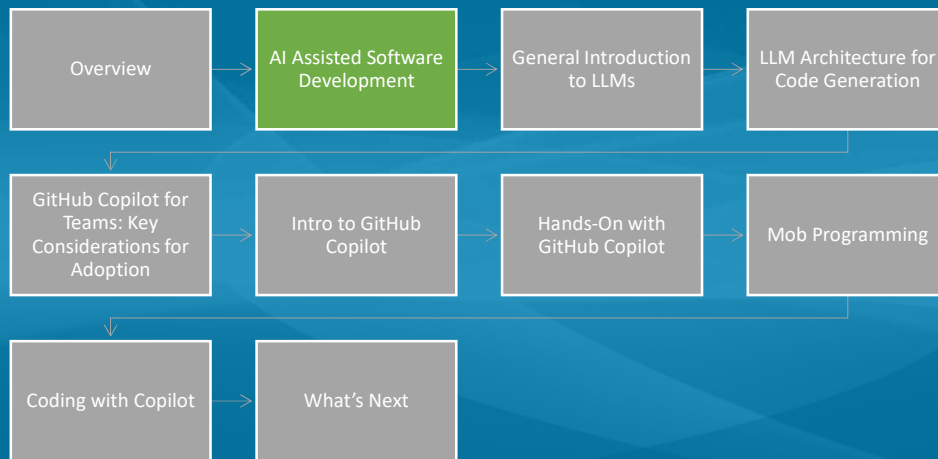 Overview
AI Assisted Software
Development
General Introduction
to LLMs
LLM Architecture for
Code Generation
GitHub Copilot for
Teams: Key
Considerations for
Adoption
Intro to GitHub
Copilot
Hands-On with
GitHub Copilot
Mob Programming
Coding with Copilot
What's Next